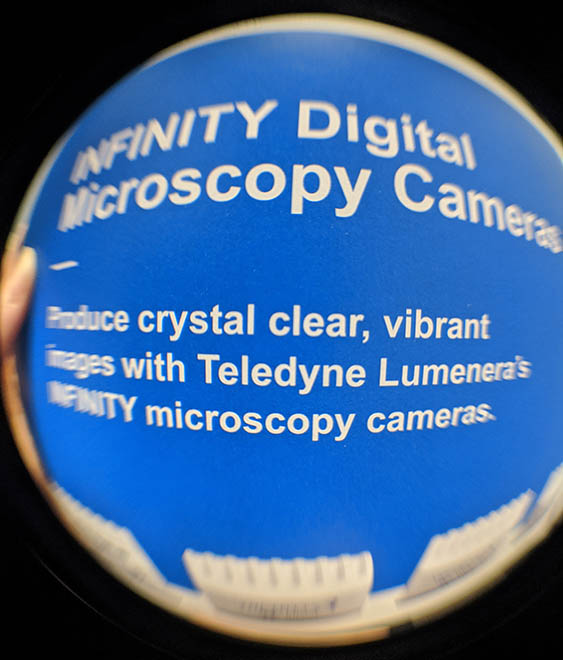 INFINITY Digital
Microscopy Cameras
Produce crystal clear, vibrant
images with Teledyne Lumenera's
INFINITY microscopy cameras.